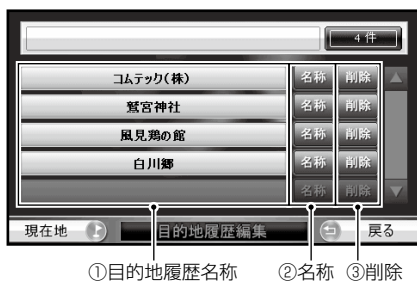 4 件
コムテック(株) 名称 削除
鷲宮神社 名称 削除
風見鶏の館 名称 削除
白川郷 名称 削除
名称 削除
現在地 目的地履歴編集 戻る
①目的地履歴名称 ②名称 ③削除